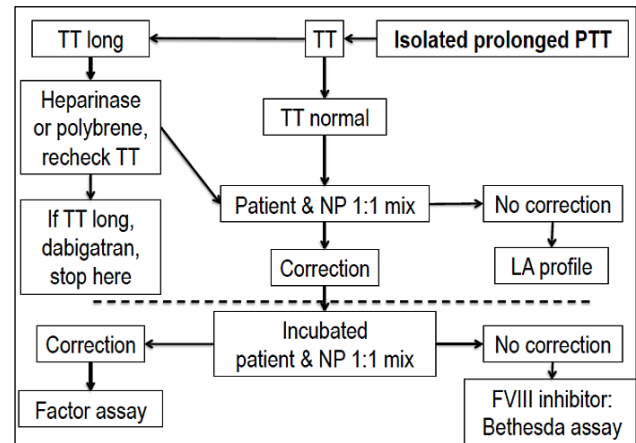 TT long
TT
Isolated prolonged PTT
Heparinase
or polybrene,
recheck TT
TT normal
If TT long,
dabigatran,
stop here
Patient & NP 1:1 mix
No correction
Correction
LA profile
Correction
Incubated
patient & NP 1:1 mix
No correction
Factor assay
FVIII inhibitor:
Bethesda assay